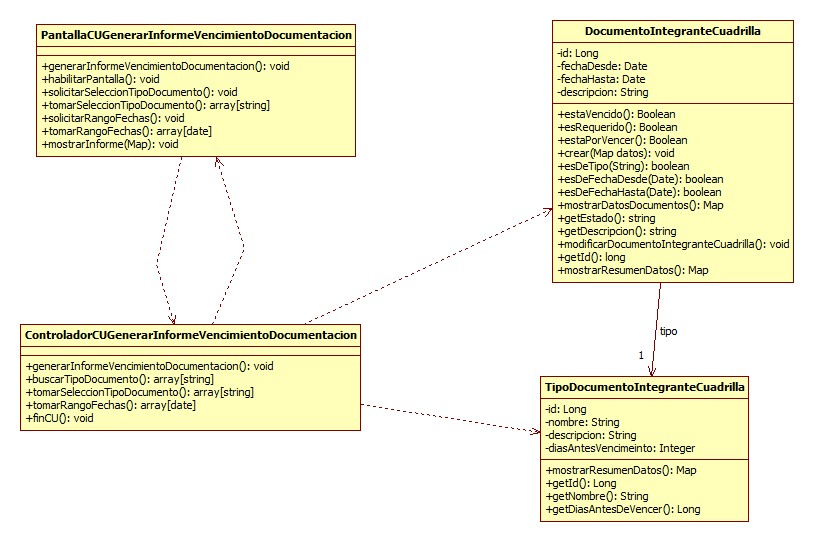 PantallaCUGenerarInformeVencimientoDocumentacion
+generarInformeVencimientoDocumentacion(): void
+habilitarPantalla(): void
+solicitarSeleccionTipoDocumento(): void
+tomarSeleccionTipoDocumento(): array[string]
+solicitarRangoFechas(): void
+tomarRangoFechas(): array[date]
+mostrarInforme(Map): void
DocumentoIntegranteCuadrilla
-id: Long
-fechaDesde: Date
-fechaHasta: Date
-descripcion: String
+estaVencido(): Boolean
+esRequerido(): Boolean
+estaPorVencer(): Boolean
+crear(Map datos): void
+esDeTipo(String): boolean
+esDeFechaDesde(Date): boolean
+esDeFechaHasta(Date): boolean
+mostrarDatosDocumentos(): Map
+getEstado(): string
+getDescripcion(): string
+modificarDocumentoIntegranteCuadrilla(): void
+getId(): long
+mostrarResumenDatos(): Map
tipo
1
ControladorCUGenerarInformeVencimientoDocumentacion
+generarInformeVencimientoDocumentacion(): void
+buscarTipoDocumento(): array[string]
+tomarSeleccionTipoDocumento(): array[string]
+tomarRangoFechas(): array[date]
+finCU(): void
TipoDocumentoIntegranteCuadrilla
-id: Long
-nombre: String
-descripcion: String
-diasAntesVencimeinto: Integer
+mostrarResumenDatos(): Map
+getId(): Long
+getNombre(): String
+getDiasAntesDeVencer(): Long